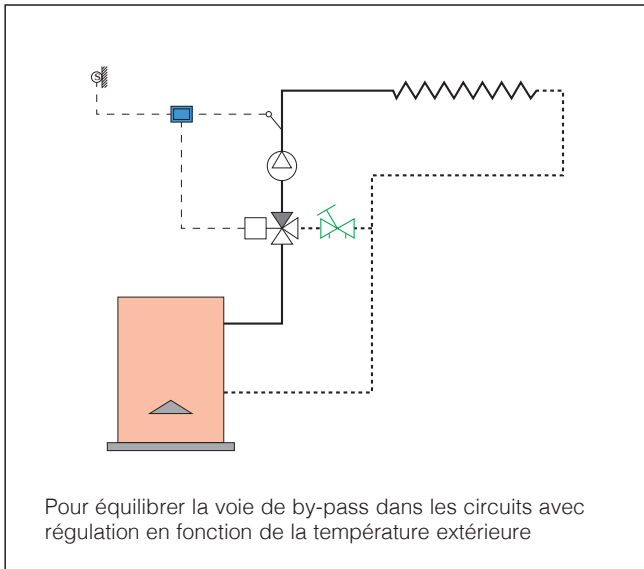 S
Pour équilibrer la voie de by-pass dans les circuits avec
régulation en fonction de la température extérieure